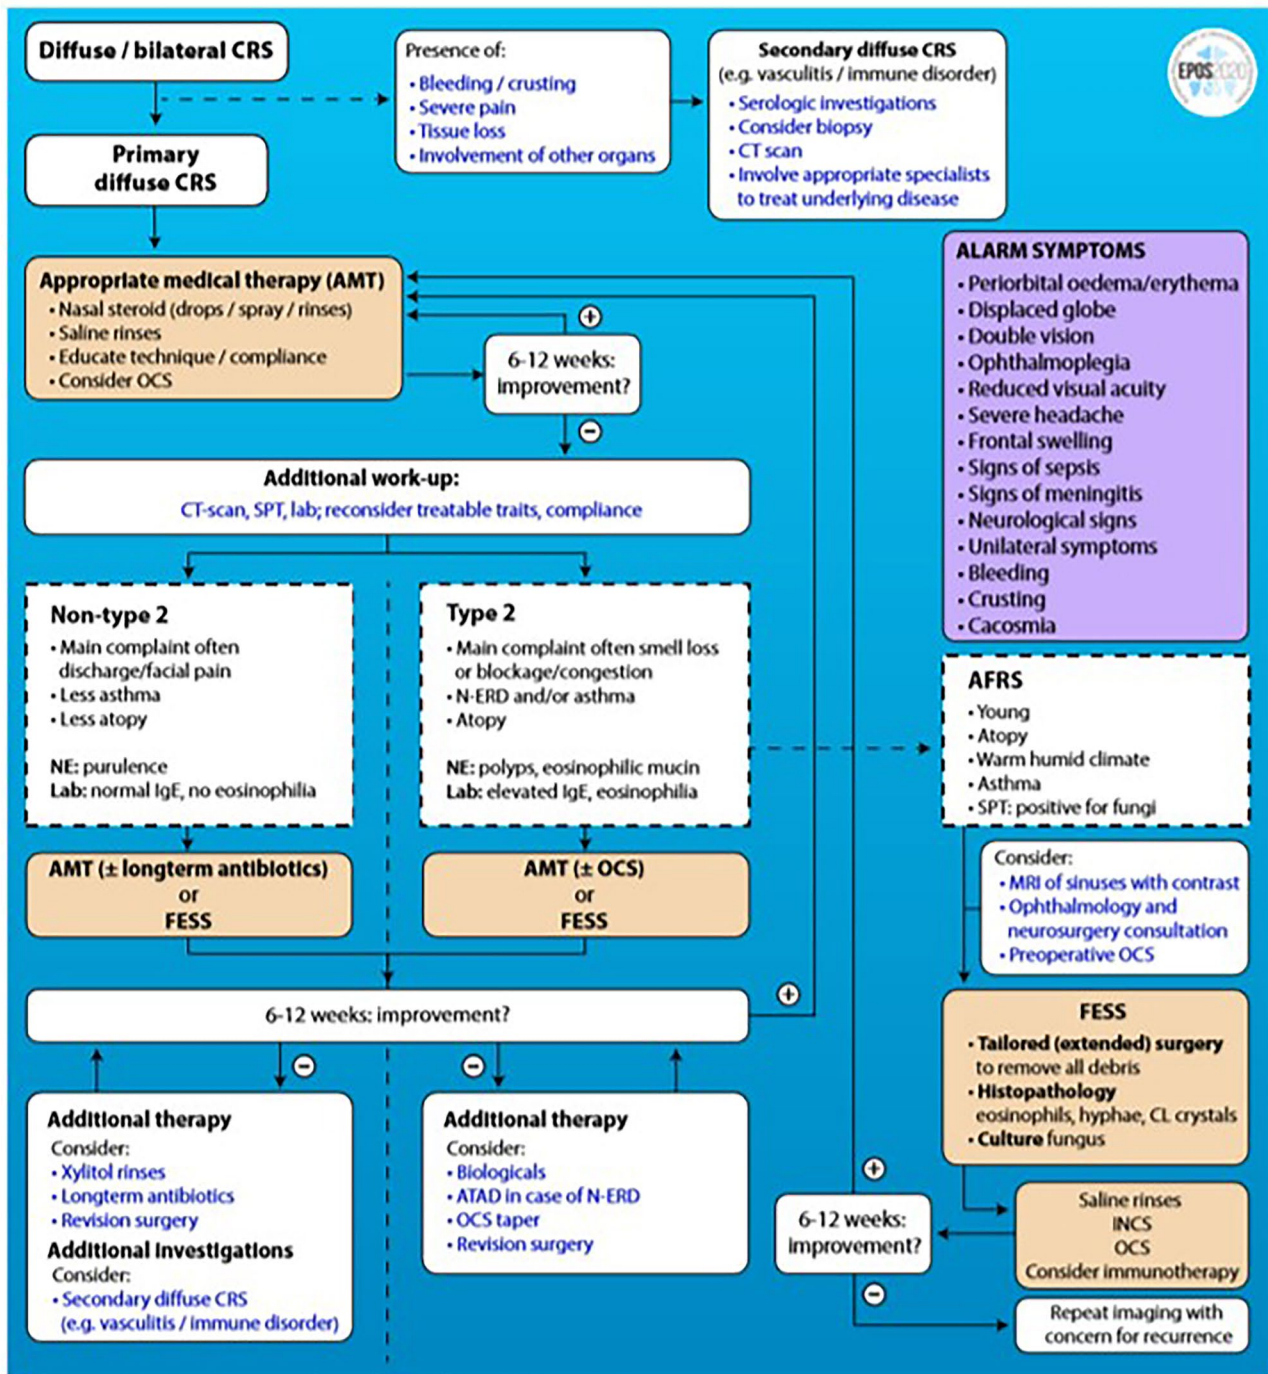 Diffuse / bilateral CRS
Presence of:
• Bleeding / crusting
• Severe pain
• Tissue loss
• Involvement of other organs
Secondary diffuse CRS
(e.g. vasculitis / immune disorder)
• Serologic investigations
• Consider biopsy
• CT scan
• Involve appropriate specialists
to treat underlying disease
EPOS2020
Primary
diffuse CRS
Appropriate medical therapy (AMT)
• Nasal steroid (drops / spray / rinses)
• Saline rinses
• Educate technique / compliance
• Consider OCS
+
6-12 weeks:
improvement?
−
ALARM SYMPTOMS
• Periorbital oedema/erythema
• Displaced globe
• Double vision
• Ophthalmoplegia
• Reduced visual acuity
• Severe headache
• Frontal swelling
• Signs of sepsis
• Signs of meningitis
• Neurological signs
• Unilateral symptoms
• Bleeding
• Crusting
• Cacosmia
Additional work-up:
CT-scan, SPT, lab; reconsider treatable traits, compliance
Non-type 2
• Main complaint often
discharge/facial pain
• Less asthma
• Less atopy
NE: purulence
Lab: normal IgE, no eosinophilia
Type 2
• Main complaint often smell loss
or blockage/congestion
• N-ERD and/or asthma
• Atopy
NE: polyps, eosinophilic mucin
Lab: elevated IgE, eosinophilia
AFRS
• Young
• Atopy
• Warm humid climate
• Asthma
• SPT: positive for fungi
AMT (± longterm antibiotics)
or
FESS
AMT (± OCS)
or
FESS
Consider:
• MRI of sinuses with contrast
• Ophthalmology and
neurosurgery consultation
• Preoperative OCS
6-12 weeks: improvement?
+
−
−
FESS
• Tailored (extended) surgery
to remove all debris
• Histopathology
eosinophils, hyphae, CL crystals
• Culture fungus
Additional therapy
Consider:
• Xylitol rinses
• Longterm antibiotics
• Revision surgery
Additional investigations
Consider:
• Secondary diffuse CRS
(e.g. vasculitis / immune disorder)
Additional therapy
Consider:
• Biologicals
• ATAD in case of N-ERD
• OCS taper
• Revision surgery
+
6-12 weeks:
improvement?
−
Saline rinses
INCS
OCS
Consider immunotherapy
Repeat imaging with
concern for recurrence